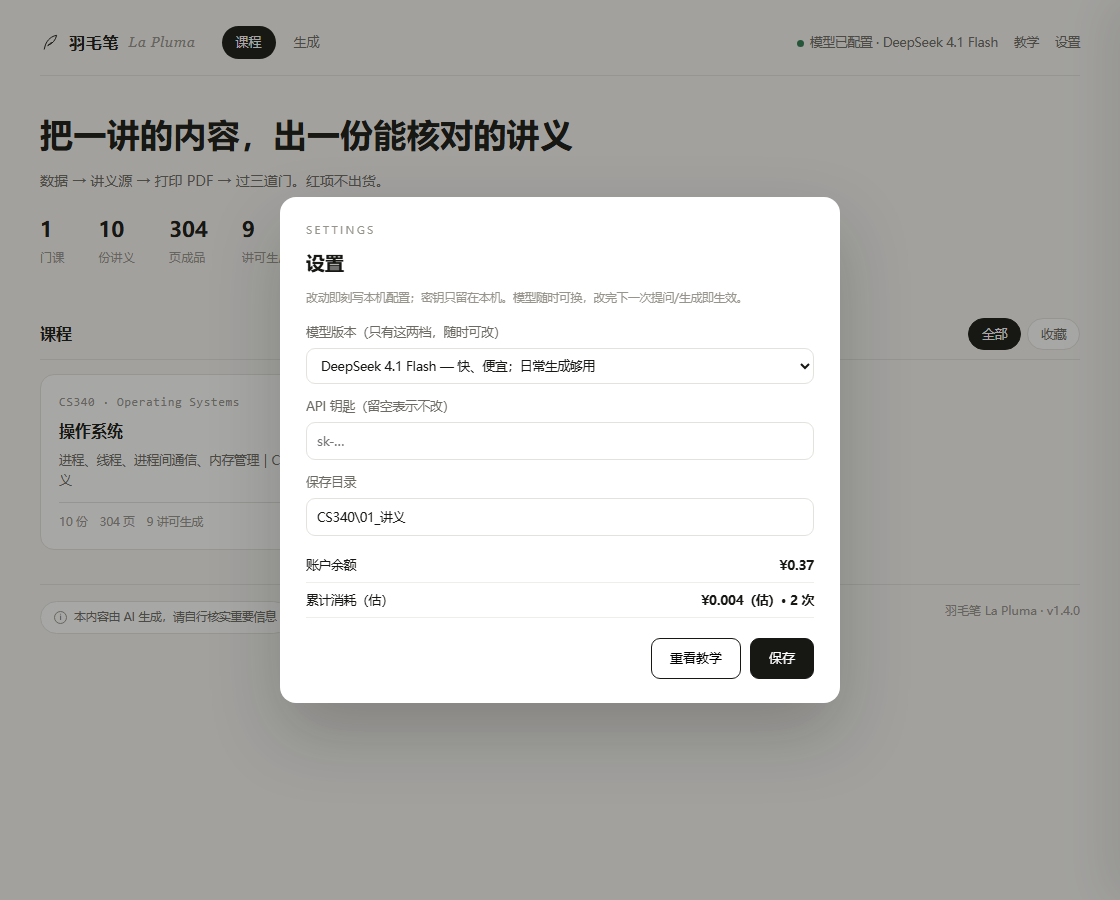 羽毛笔 La Pluma 课程 生成 模型已配置 · DeepSeek 4.1 Flash 教学 设置
把一讲的内容，出一份能核对的讲义
数据 → 讲义源 → 打印 PDF → 过三道门。红项不出货。
1 10 304 9
门课 份讲义 页成品 讲可生
课程 全部 收藏
CS340 · Operating Systems
操作系统
进程、线程、进程间通信、内存管理 | C
义
10 份 304 页 9 讲可生成
本内容由 AI 生成，请自行核实重要信息
羽毛笔 La Pluma · v1.4.0
SETTINGS
设置
改动即刻写本机配置；密钥只留在本机。模型随时可换，改完下一次提问/生成即生效。
模型版本（只有这两档，随时可改）
DeepSeek 4.1 Flash — 快、便宜；日常生成够用
API 钥匙（留空表示不改）
sk-...
保存目录
CS340\01_讲义
账户余额 ¥0.37
累计消耗（估） ¥0.004（估）· 2 次
重看教学 保存